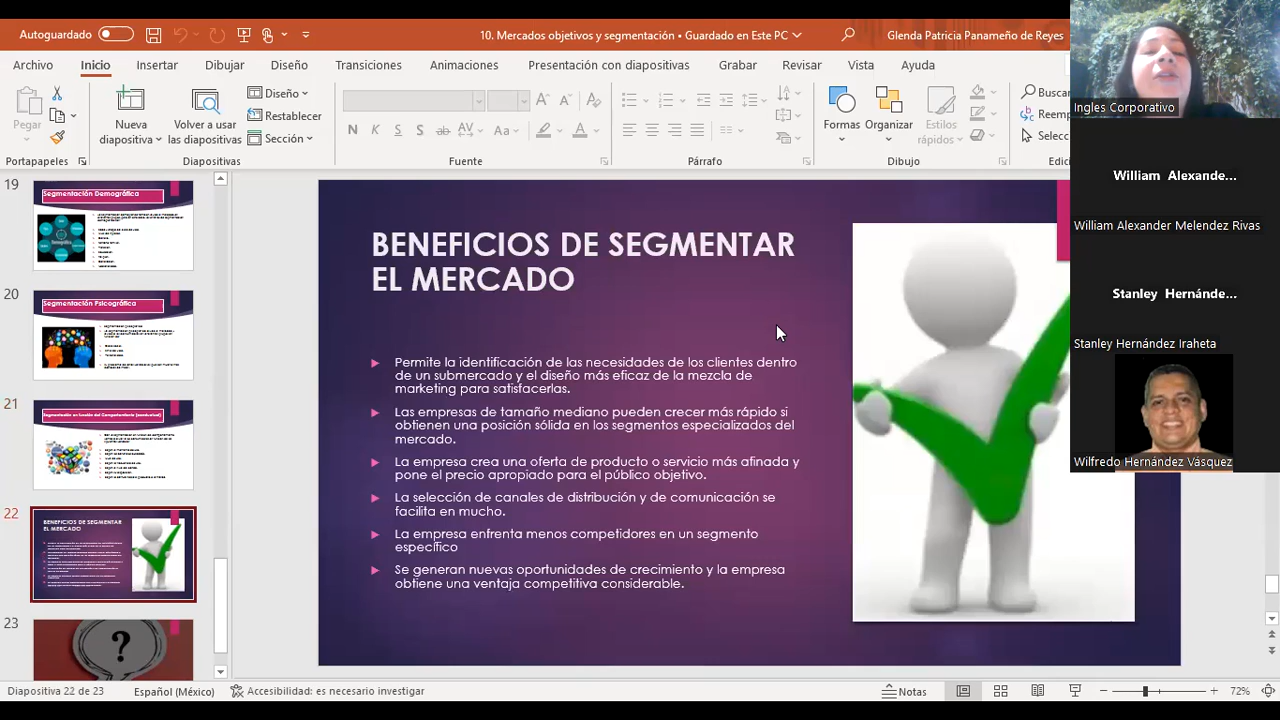 Autoguardado
10. Mercados objetivos y segmentación • Guardado en Este PC
Glenda Patricia Panameño de Reyes
Archivo Inicio Insertar Dibujar Diseño Transiciones Animaciones Presentación con diapositivas Grabar Revisar Vista Ayuda
Pegar
Nueva
diapositiva
Volver a usar
las diapositivas
Diseño
Restablecer
Sección
N K S S AV Aa A
Formas
Organizar
Estilos
rápidos
Buscar
Reemp
Selecc
Portapapeles
Diapositivas
Fuente
Párrafo
Dibujo
Edici
Ingles Corporativo
William Alexande...
William Alexander Melendez Rivas
Stanley Hernánde...
Stanley Hernández Iraheta
Wilfredo Hernández Vásquez
19
Segmentación Demográfica
20
Segmentación Psicográfica
21
22
BENEFICIOS DE SEGMENTAR
EL MERCADO
23
?
BENEFICIOS DE SEGMENTAR
EL MERCADO
Permite la identificación de las necesidades de los clientes dentro
de un submercado y el diseño más eficaz de la mezcla de
marketing para satisfacerlas.
Las empresas de tamaño mediano pueden crecer más rápido si
obtienen una posición sólida en los segmentos especializados del
mercado.
La empresa crea una oferta de producto o servicio más afinada y
pone el precio apropiado para el público objetivo.
La selección de canales de distribución y de comunicación se
facilita en mucho.
La empresa enfrenta menos competidores en un segmento
específico
Se generan nuevas oportunidades de crecimiento y la empresa
obtiene una ventaja competitiva considerable.
Diapositiva 22 de 23
Español (México)
Accesibilidad: es necesario investigar
Notas
72%